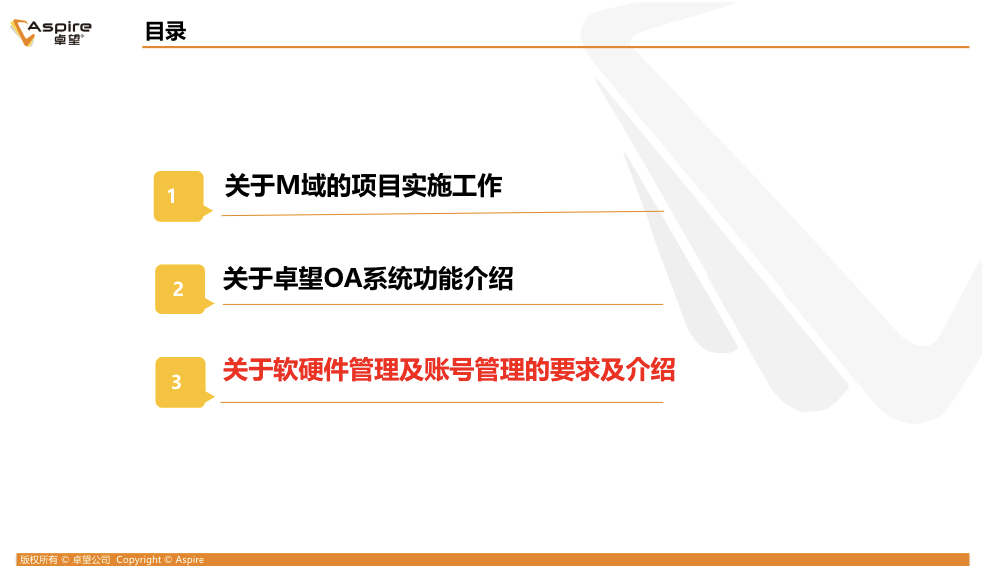 Aspire
卓望
目录
1
关于M域的项目实施工作
2
关于卓望OA系统功能介绍
3
关于软硬件管理及账号管理的要求及介绍
版权所有 © 卓望公司 Copyright © Aspire